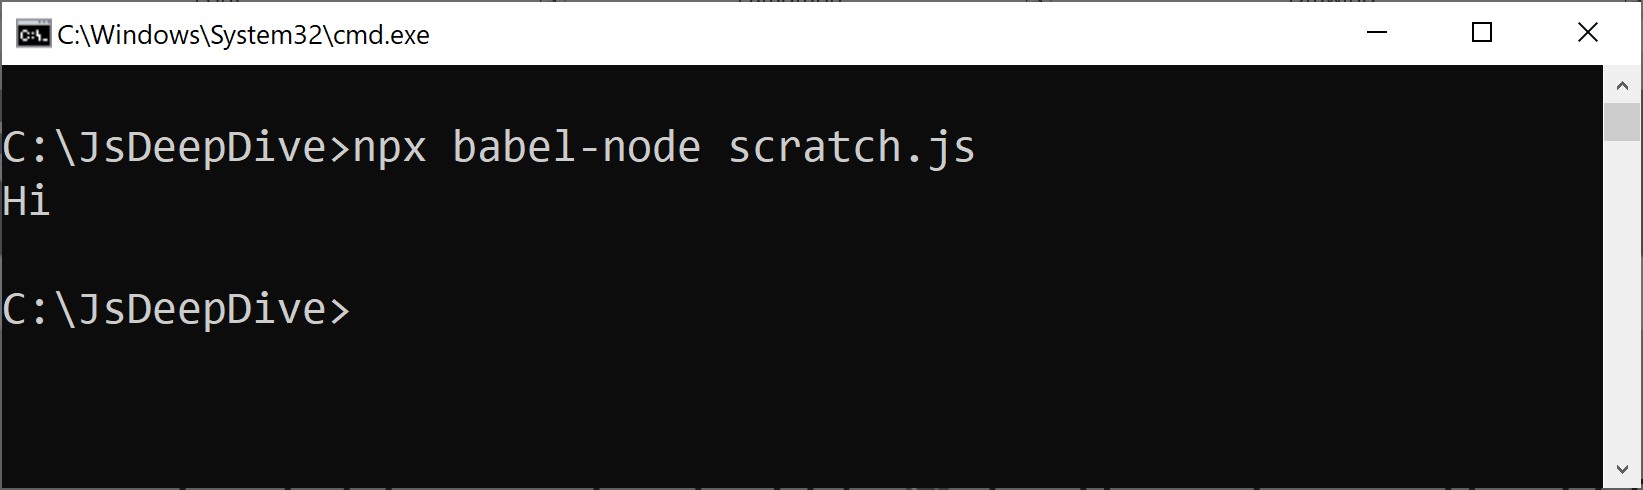 C:\Windows\System32\cmd.exe
C:\JsDeepDive>npx babel-node scratch.js
Hi
C:\JsDeepDive>